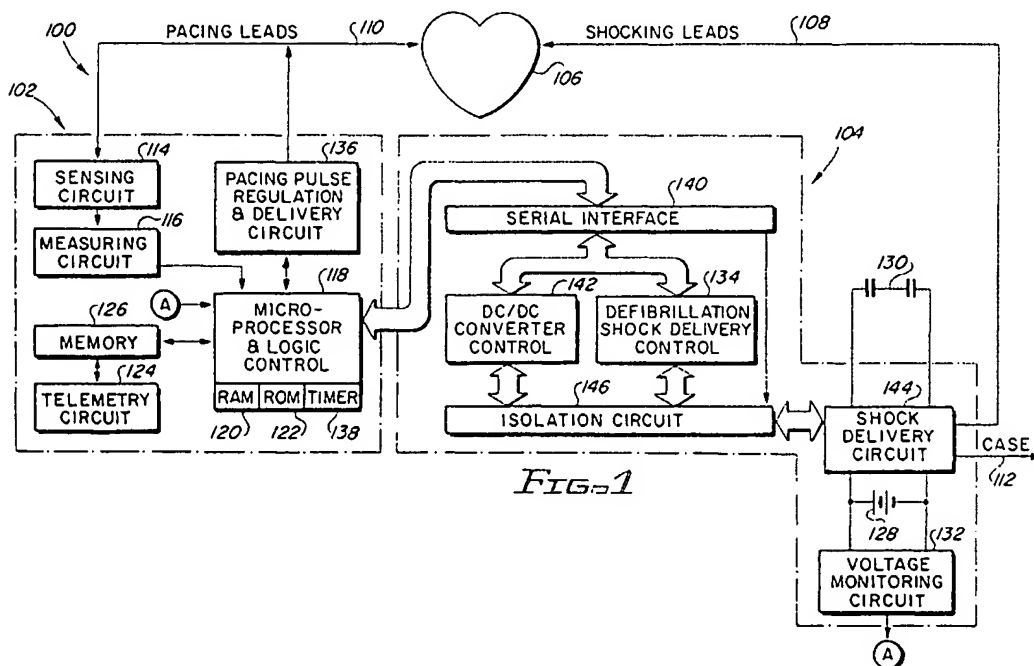 100
PACING LEADS
110
SHOCKING LEADS
108
106
102
104
114
SENSING
CIRCUIT
136
PACING PULSE
REGULATION
& DELIVERY
CIRCUIT
116
MEASURING
CIRCUIT
A
118
MICRO-
PROCESSOR
& LOGIC
CONTROL
RAM ROM TIMER
120 122 138
126
MEMORY
124
TELEMETRY
CIRCUIT
140
SERIAL INTERFACE
142
DC/DC
CONVERTER
CONTROL
134
DEFIBRILLATION
SHOCK DELIVERY
CONTROL
146
ISOLATION CIRCUIT
130
144
SHOCK
DELIVERY
CIRCUIT
CASE
112
128
132
VOLTAGE
MONITORING
CIRCUIT
A
FIG. 1